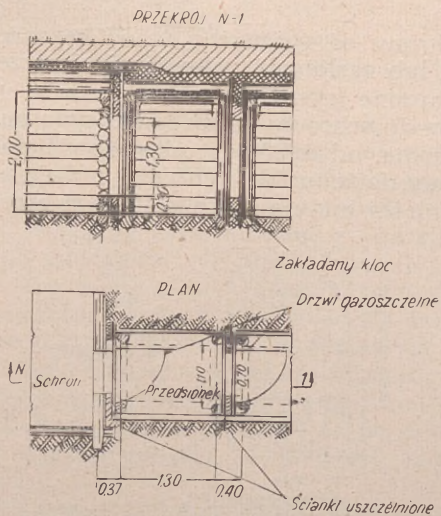 PRZEKRÓJ N-1
2,00
1,30
0,30
Zakładany kloc
PLAN
Drzwi gazoszczelne
N
Schron
Przedsionek
1,10
0,70
1
0,37
1,30
0,40
Ścianki uszczelnione